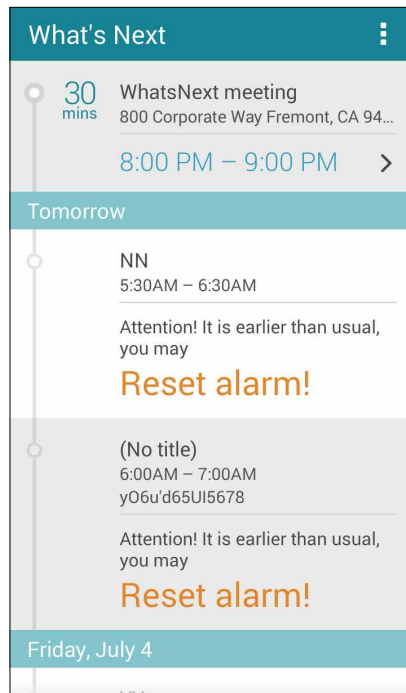 What's Next
30
mins
WhatsNext meeting
800 Corporate Way Fremont, CA 94...
8:00 PM – 9:00 PM
Tomorrow
NN
5:30AM – 6:30AM
Attention! It is earlier than usual,
you may
Reset alarm!
(No title)
6:00AM – 7:00AM
yO6u'd65UI5678
Attention! It is earlier than usual,
you may
Reset alarm!
Friday, July 4